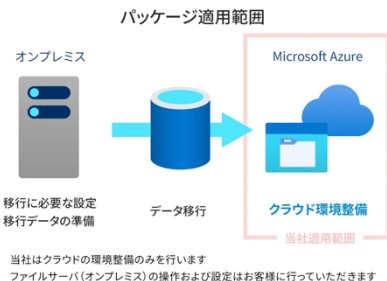 パッケージ適用範囲
オンプレミス
Microsoft Azure
移行に必要な設定
移行データの準備
データ移行
クラウド環境整備
当社適用範囲
当社はクラウドの環境整備のみを行います
ファイルサーバ(オンプレミス)の操作および設定はお客様に行っていただきます